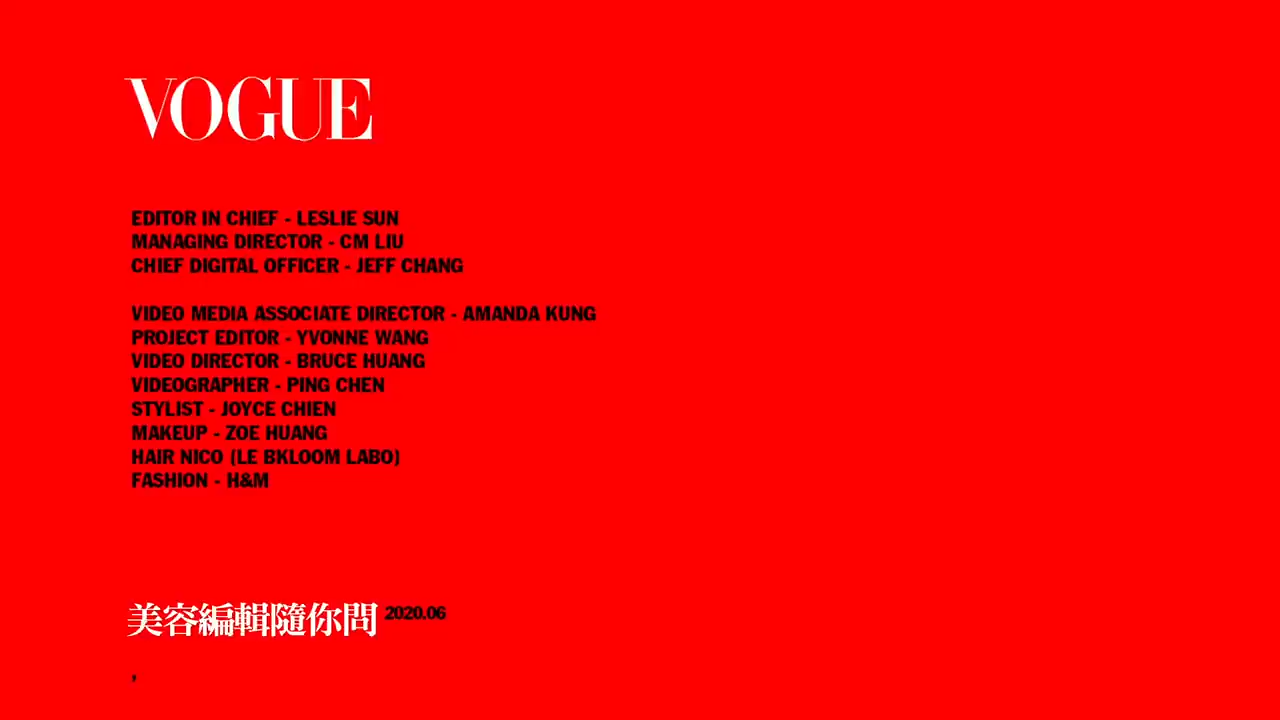 VOGUE
EDITOR IN CHIEF - LESLIE SUN
MANAGING DIRECTOR - CM LIU
CHIEF DIGITAL OFFICER - JEFF CHANG
VIDEO MEDIA ASSOCIATE DIRECTOR - AMANDA KUNG
PROJECT EDITOR - YVONNE WANG
VIDEO DIRECTOR - BRUCE HUANG
VIDEOGRAPHER - PING CHEN
STYLIST - JOYCE CHIEN
MAKEUP - ZOE HUANG
HAIR NICO (LE BKLOOM LABO)
FASHION - H&M
美容編輯隨你問 2020.06
,